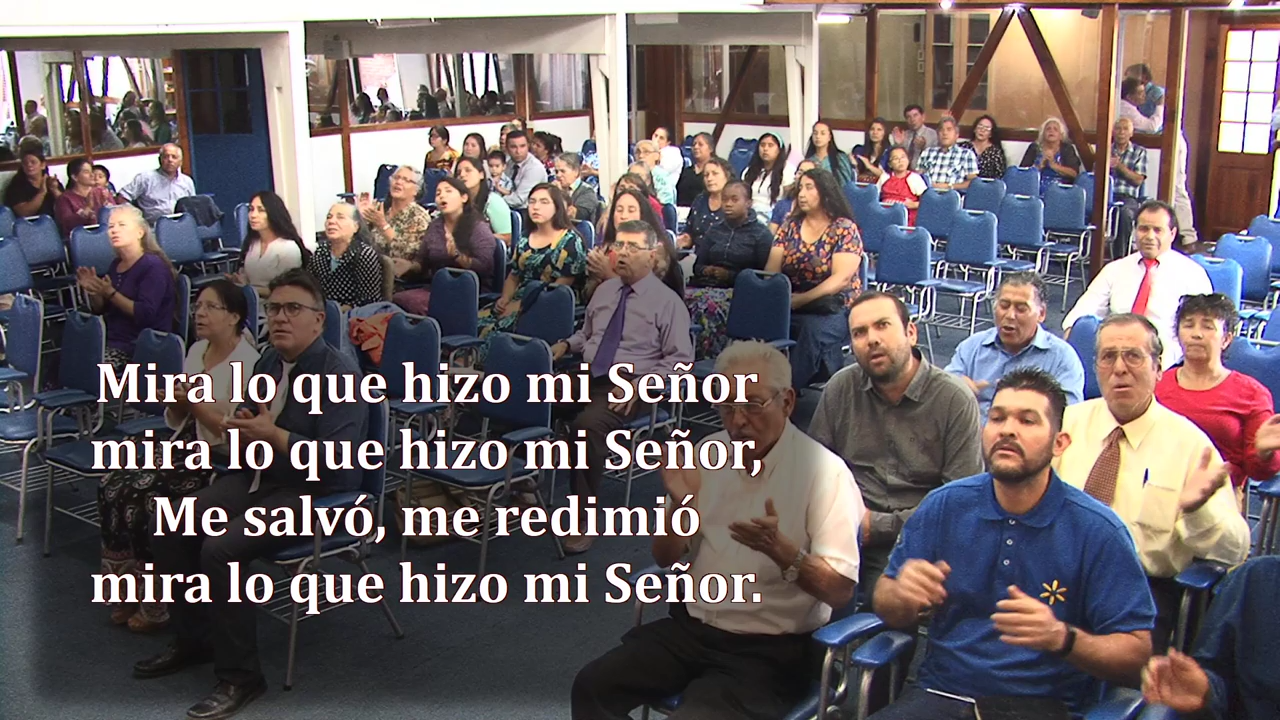 Mira lo que hizo mi Señor
mira lo que hizo mi Señor,
Me salvó, me redimió
mira lo que hizo mi Señor.